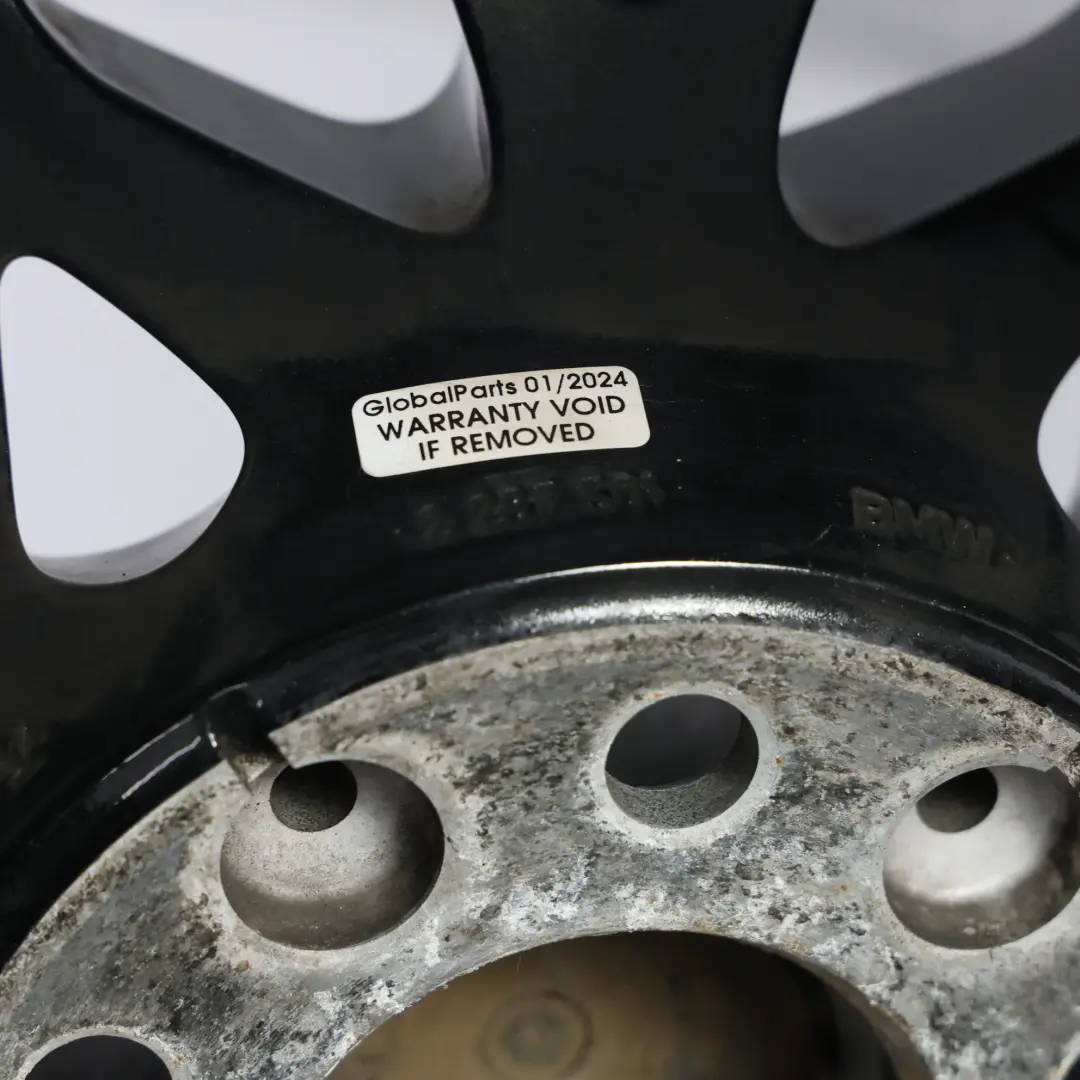 GlobalParts 01/2024
WARRANTY VOID
IF REMOVED
BMW